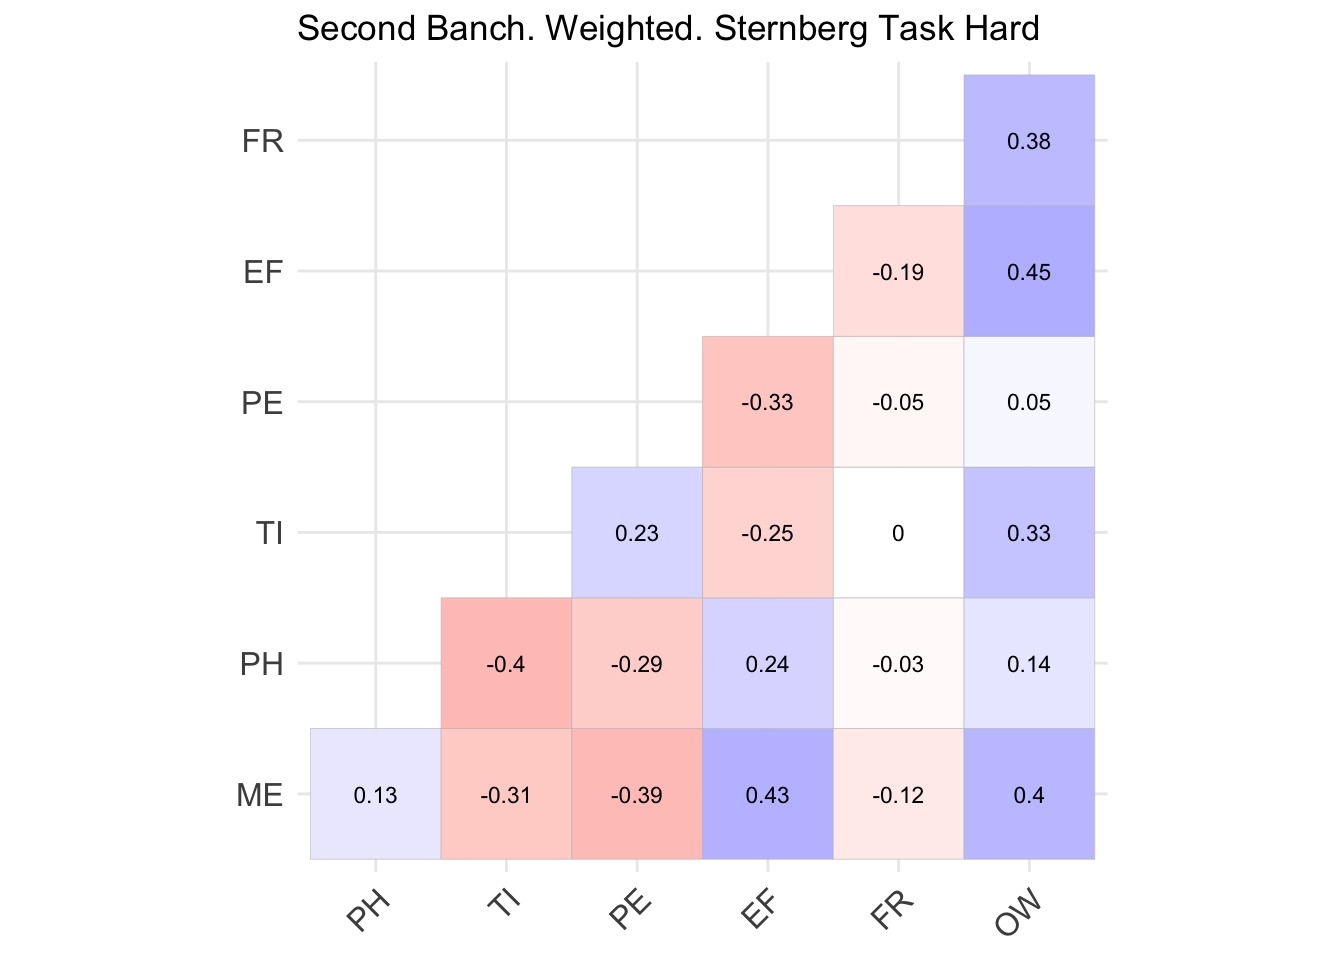 Second Banch. Weighted. Sternberg Task Hard
FR 0.38
EF -0.19 0.45
PE -0.33 -0.05 0.05
TI 0.23 -0.25 0 0.33
PH -0.4 -0.29 0.24 -0.03 0.14
ME 0.13 -0.31 -0.39 0.43 -0.12 0.4
PH TI PE EF FR OW